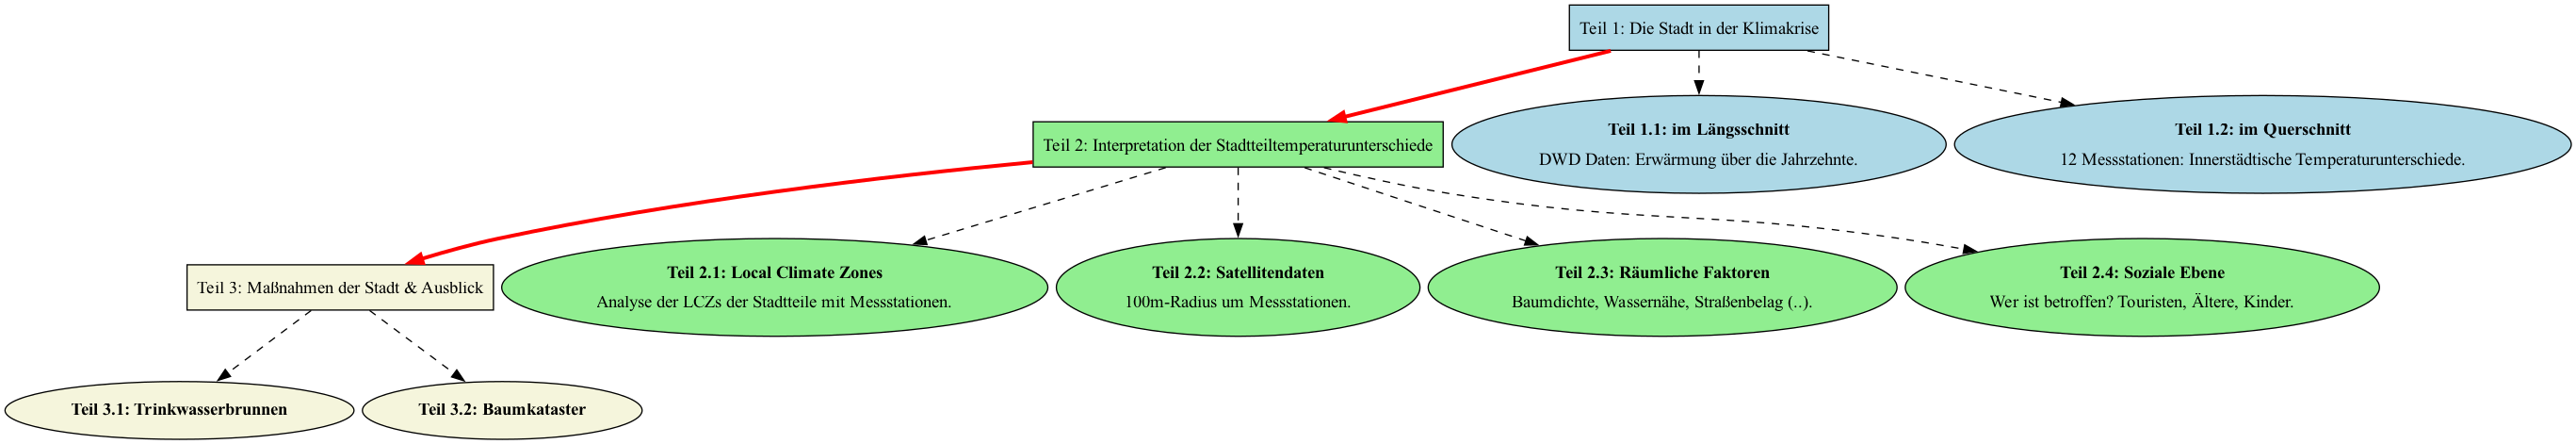 Teil 1: Die Stadt in der Klimakrise
Teil 1.1: im Längsschnitt
DWD Daten: Erwärmung über die Jahrzehnte.
Teil 1.2: im Querschnitt
12 Messstationen: Innerstädtische Temperaturunterschiede.
Teil 2: Interpretation der Stadtteiltemperaturunterschiede
Teil 2.1: Local Climate Zones
Analyse der LCZs der Stadtteile mit Messstationen.
Teil 2.2: Satellitendaten
100m-Radius um Messstationen.
Teil 2.3: Räumliche Faktoren
Baumdichte, Wassernähe, Straßenbelag (..).
Teil 2.4: Soziale Ebene
Wer ist betroffen? Touristen, Ältere, Kinder.
Teil 3: Maßnahmen der Stadt & Ausblick
Teil 3.1: Trinkwasserbrunnen
Teil 3.2: Baumkataster